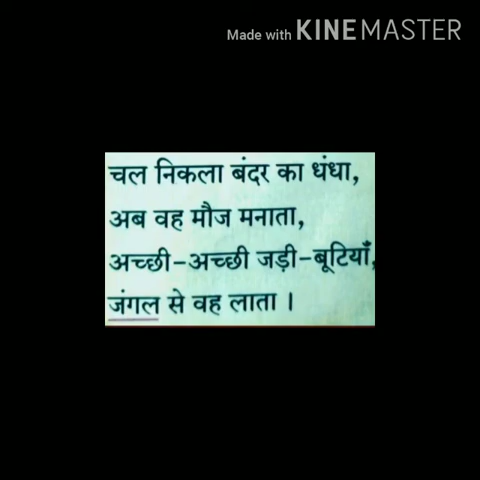 Made with KINEMASTER
चल निकला बंदर का धंधा,
अब वह मौज मनाता,
अच्छी-अच्छी जड़ी-बूटियाँ,
जंगल से वह लाता ।